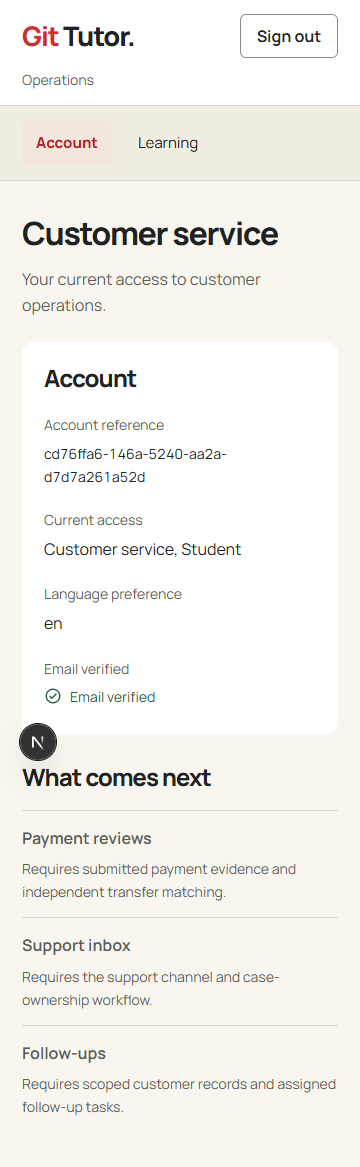 Git Tutor.
Sign out
Operations
Account
Learning
Customer service
Your current access to customer
operations.
Account
Account reference
cd76ffa6-146a-5240-aa2a-
d7d7a261a52d
Current access
Customer service, Student
Language preference
en
Email verified
Email verified
N
What comes next
Payment reviews
Requires submitted payment evidence and
independent transfer matching.
Support inbox
Requires the support channel and case-
ownership workflow.
Follow-ups
Requires scoped customer records and assigned
follow-up tasks.